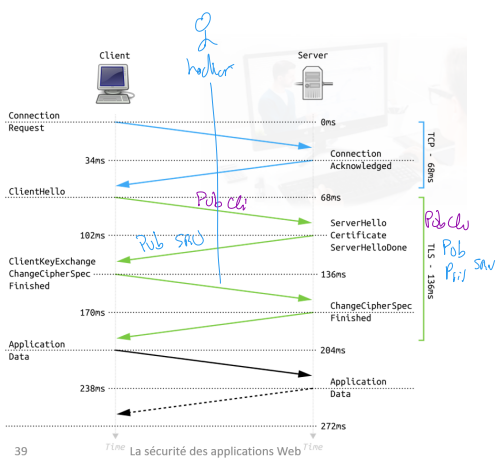 hacker
Client
Server
Connection
Request
0ms
TCP - 68ms
34ms
Connection
Acknowledged
ClientHello
68ms
Pub Cli
Pub Cli
ServerHello
Certificate
ServerHelloDone
102ms
Pub SRV
TLS - 136ms
Pub
Priv SRV
ClientKeyExchange
ChangeCipherSpec
Finished
136ms
170ms
ChangeCipherSpec
Finished
Application
Data
204ms
238ms
Application
Data
272ms
Time
Time
39
La sécurité des applications Web